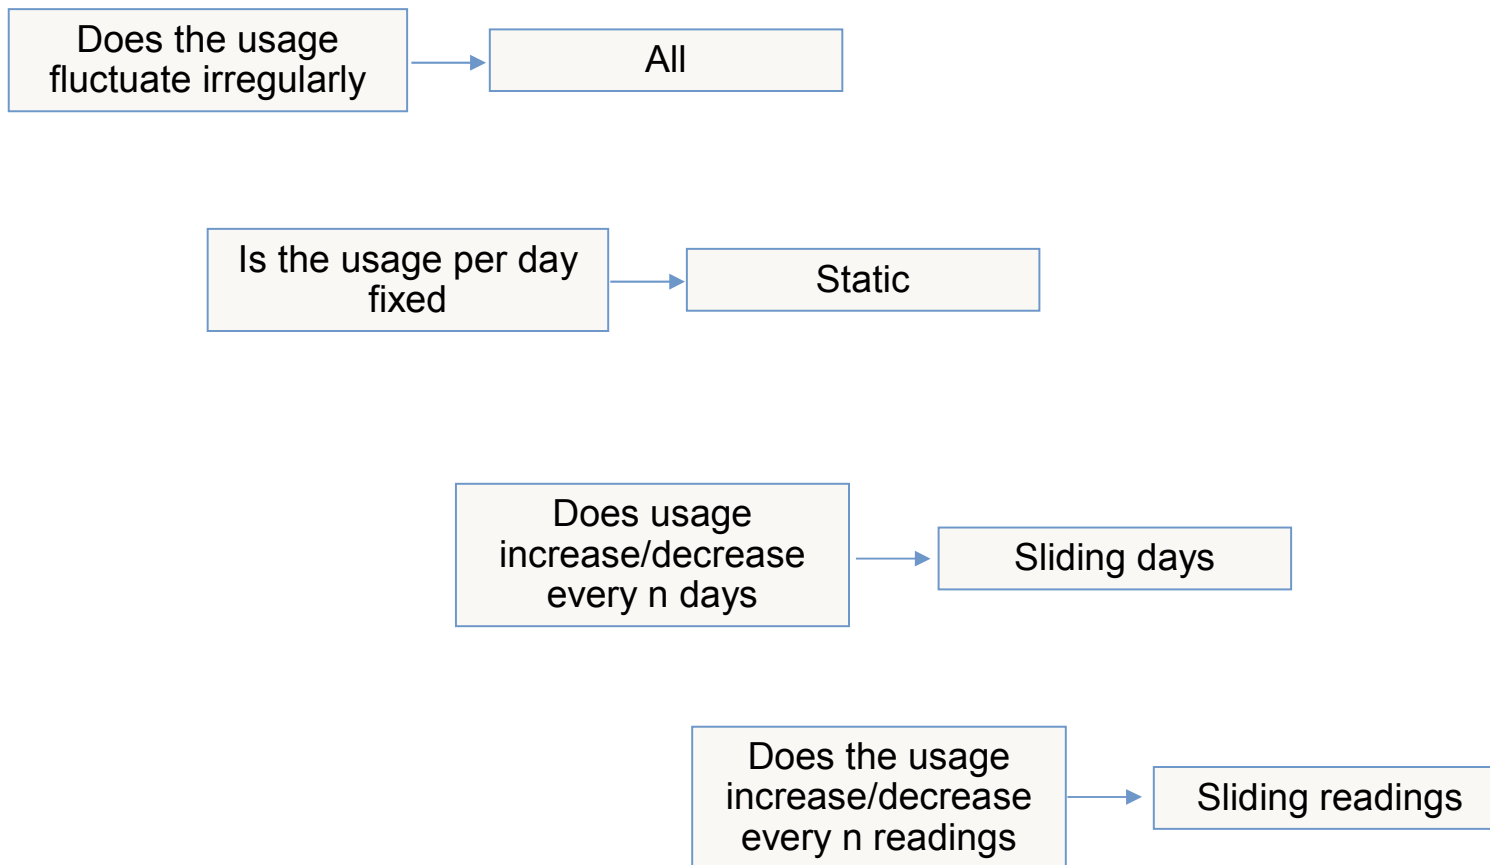 Does the usage
fluctuate irregularly
All
Is the usage per day
fixed
Static
Does usage
increase/decrease
every n days
Sliding days
Does the usage
increase/decrease
every n readings
Sliding readings